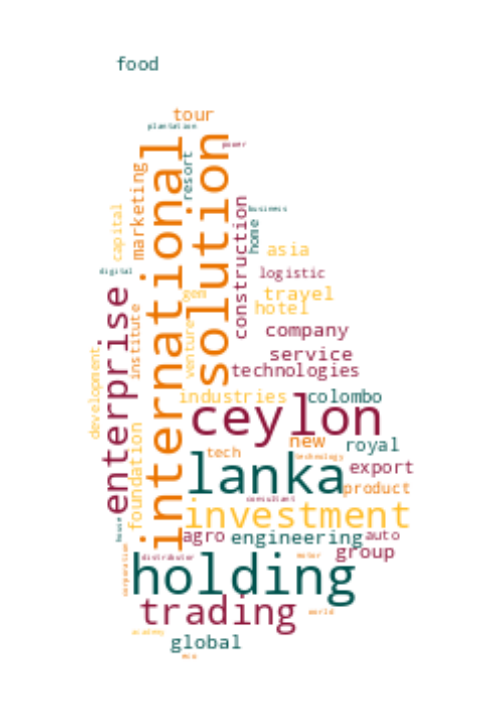 food
tour
plantation
power
international
solution
resort
marketing
capital
business
construction
home
asia
digital
logistic
gem
travel
hotel
enterprise
institute
venture
company
service
technologies
development
industries
colombo
ceylon
new
royal
foundation
tech
technology
lanka
export
product
consultant
investment
house
agro
engineering
auto
group
corporation
distributor
motor
holding
trading
world
academy
global